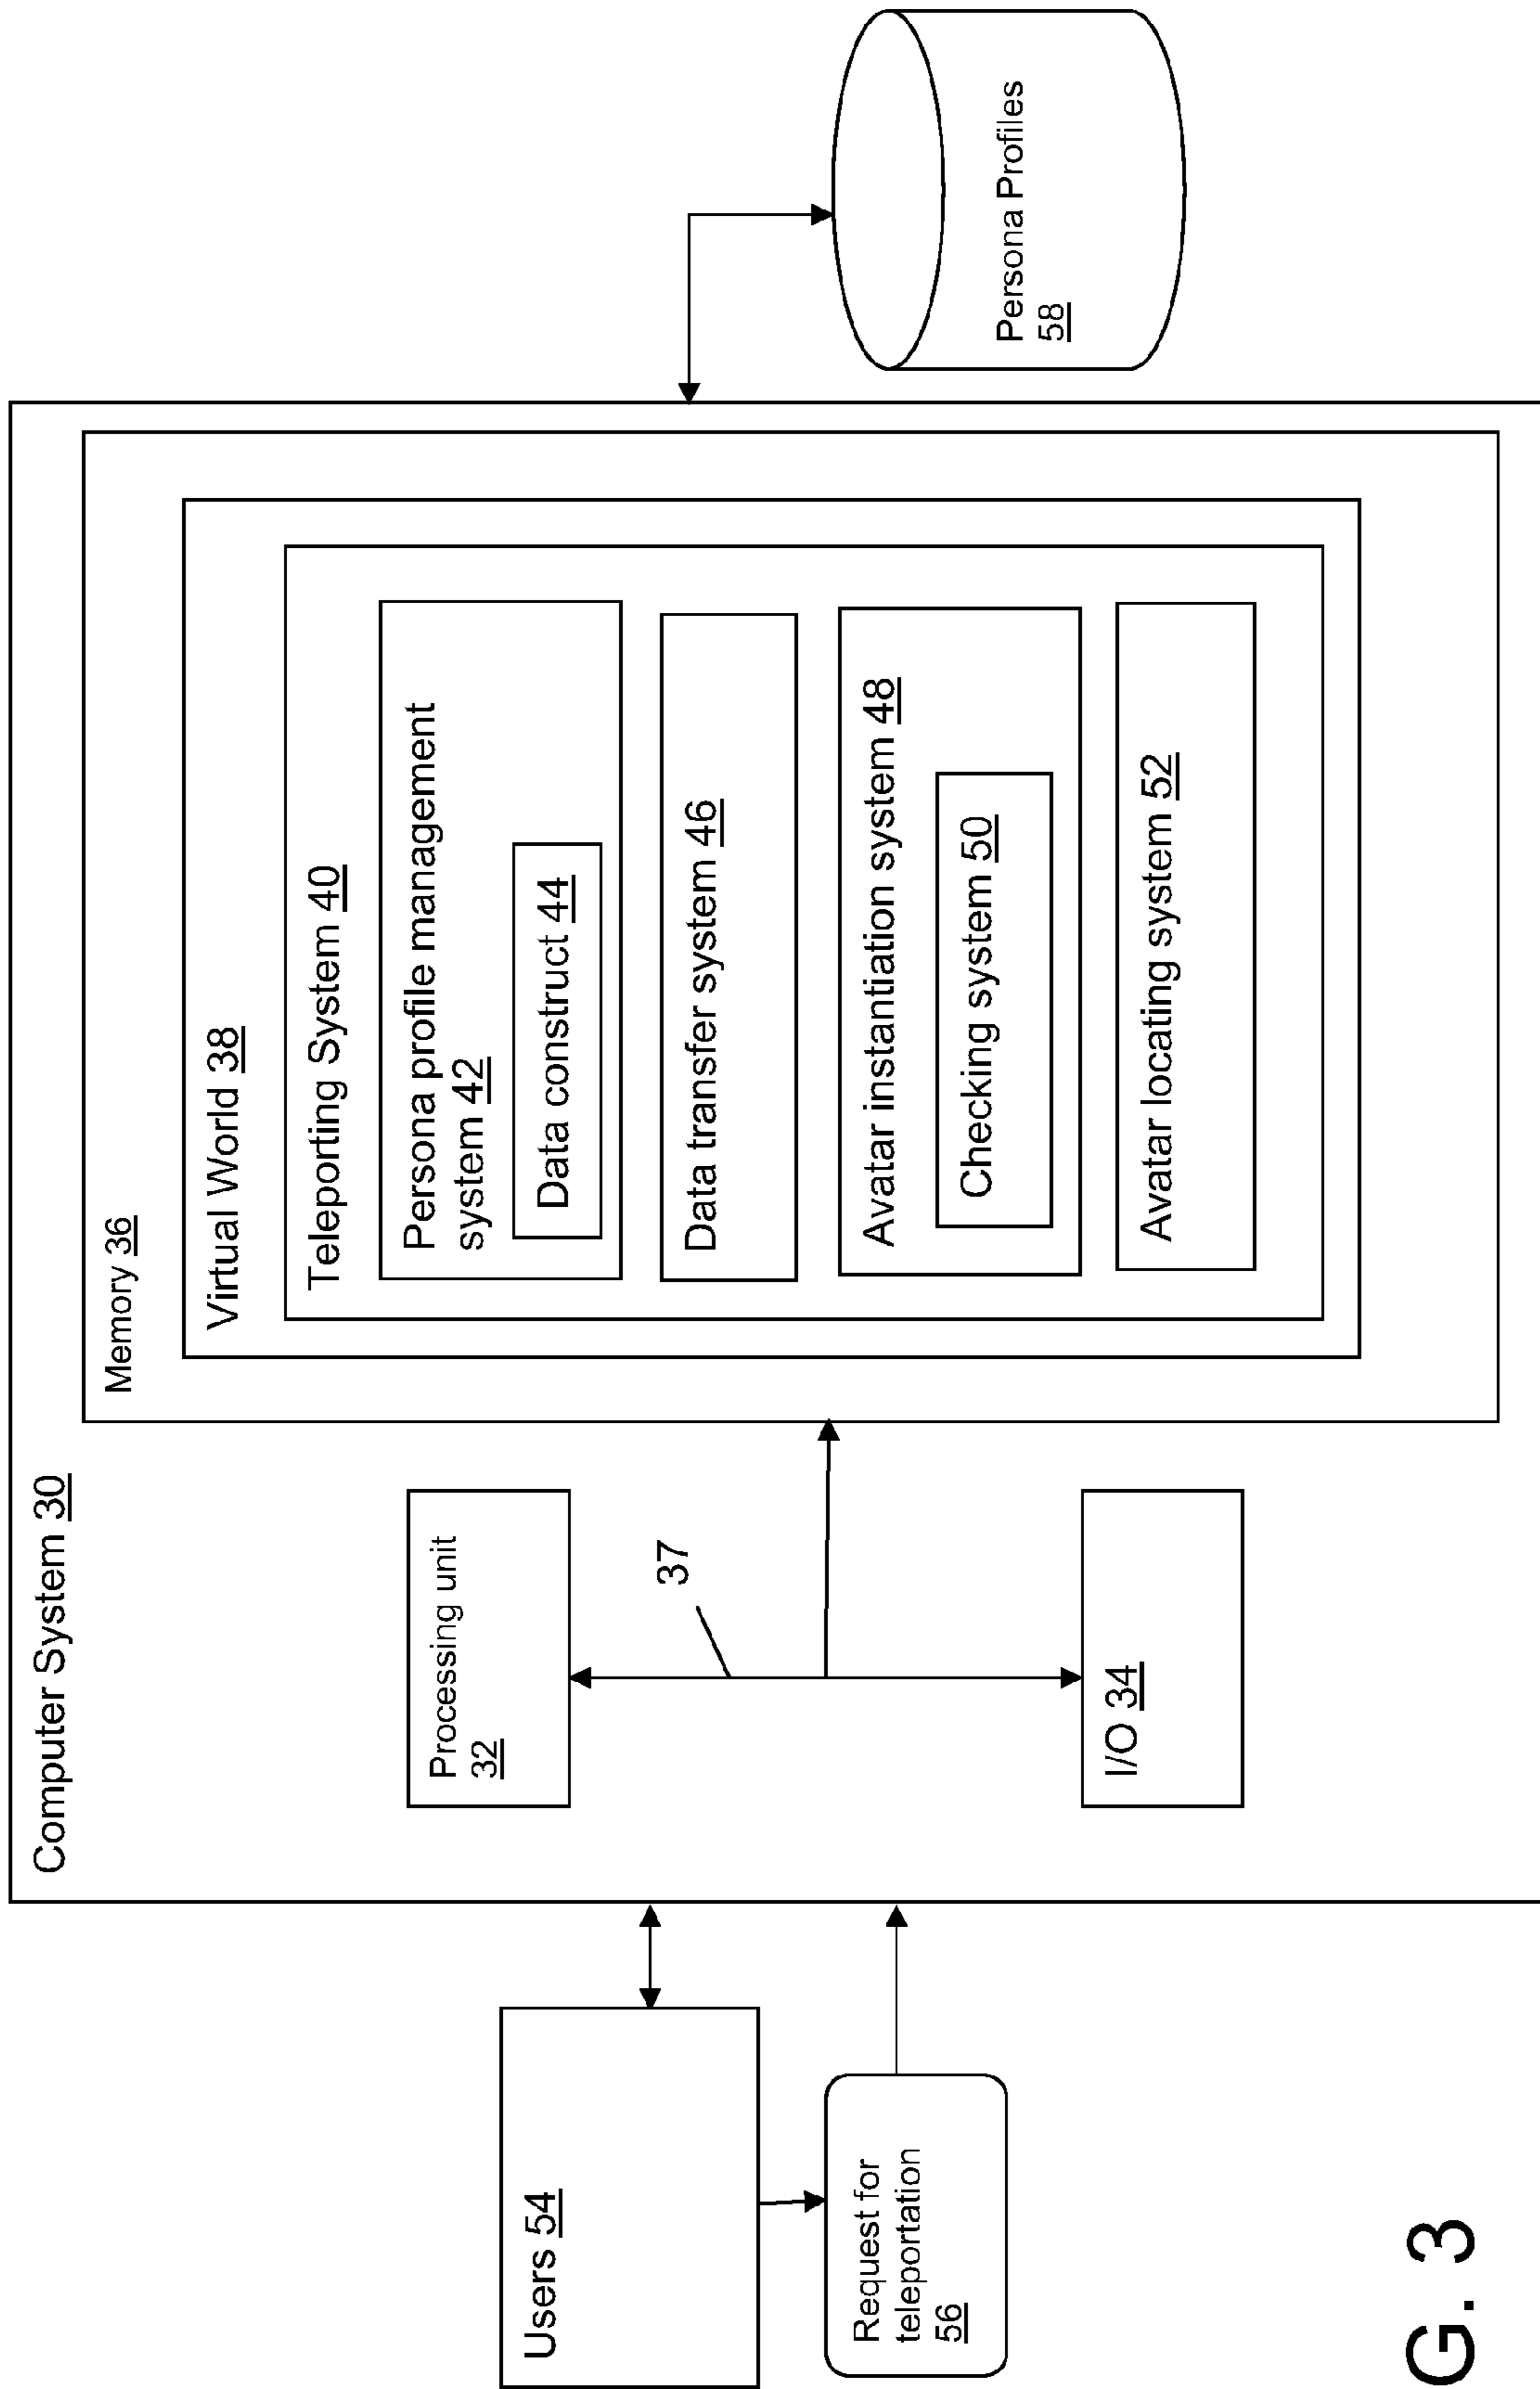 Computer System 30
Memory 36
Virtual World 38
Teleporting System 40
Persona profile management
system 42
Data construct 44
Data transfer system 46
Avatar instantiation system 48
Checking system 50
Avatar locating system 52
Processing unit
32
37
I/O 34
Users 54
Request for
teleportation
56
Persona Profiles
58
G. 3